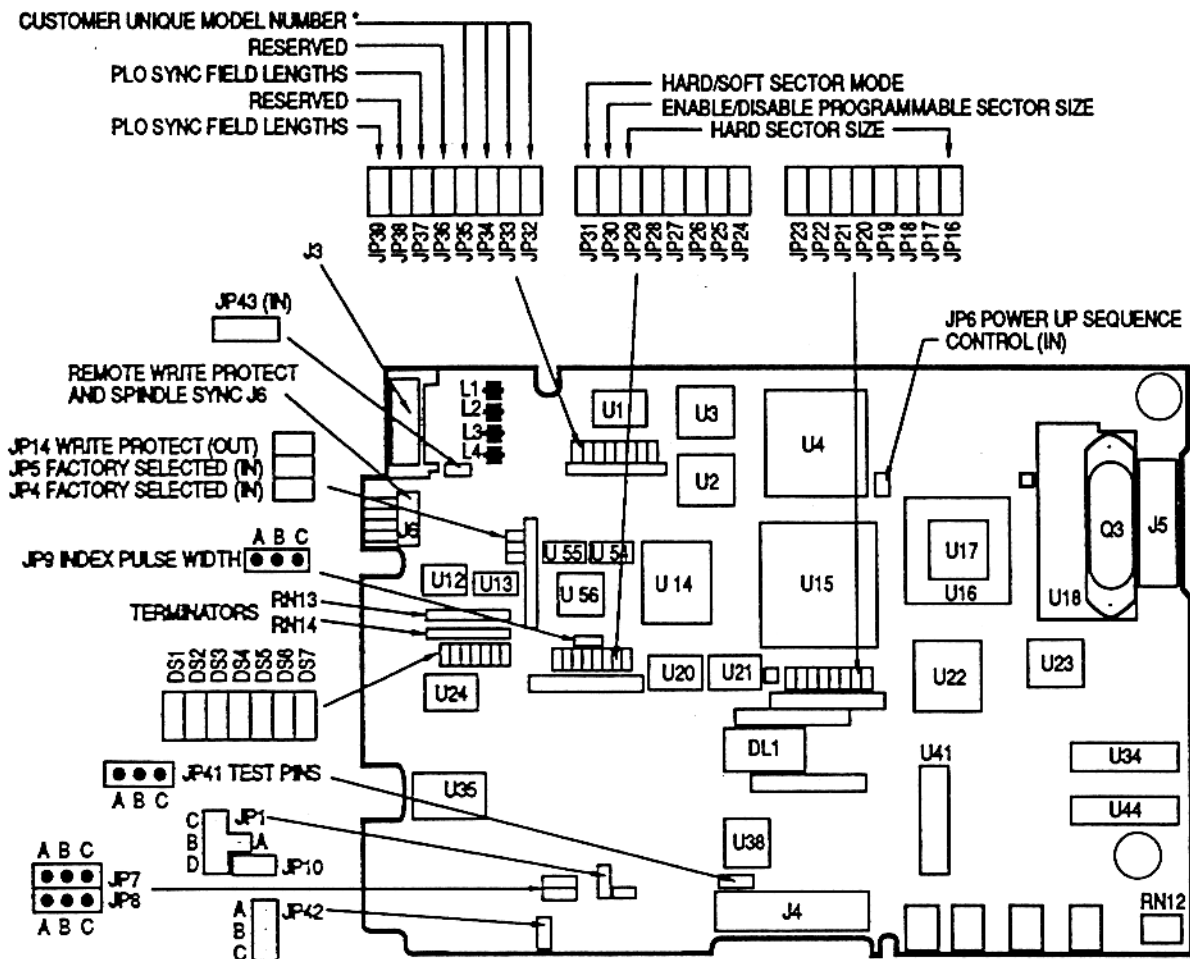 CUSTOMER UNIQUE MODEL NUMBER *
RESERVED
PLO SYNC FIELD LENGTHS
RESERVED
PLO SYNC FIELD LENGTHS
HARD/SOFT SECTOR MODE
ENABLE/DISABLE PROGRAMMABLE SECTOR SIZE
HARD SECTOR SIZE
JP39 JP38 JP37 JP36 JP35 JP34 JP33 JP32
JP31 JP30 JP29 JP28 JP27 JP26 JP25 JP24
JP23 JP22 JP21 JP20 JP19 JP18 JP17 JP16
J3
JP43 (IN)
JP6 POWER UP SEQUENCE
CONTROL (IN)
REMOTE WRITE PROTECT
AND SPINDLE SYNC J6
L1
L2
L3
L4
U1
U3
U4
U2
JP14 WRITE PROTECT (OUT)
JP5 FACTORY SELECTED (IN)
JP4 FACTORY SELECTED (IN)
J6
Q3
J5
A B C
JP9 INDEX PULSE WIDTH
U 55
U 54
U12
U13
U 56
U 14
U15
U17
U16
U18
TERMINATORS
RN13
RN14
DS1 DS2 DS3 DS4 DS5 DS6 DS7
U24
U20
U21
U22
U23
DL1
U41
U34
U44
JP41 TEST PINS
A B C
U35
U38
C
B
D
A
JP1
JP10
A B C
JP7
JP8
A B C
A
B
C
JP42
J4
RN12